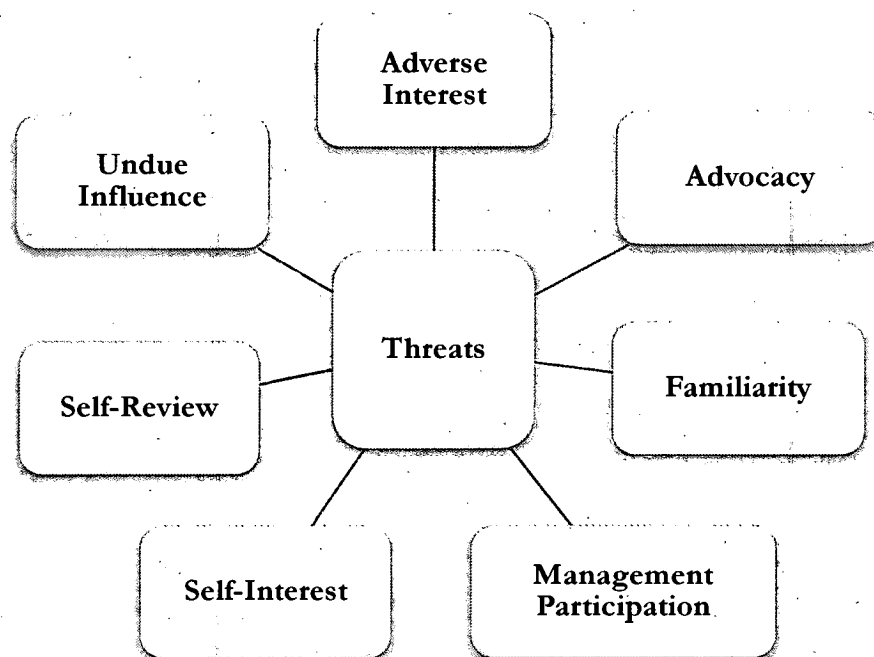 Adverse
Interest
Undue
Influence
Advocacy
Threats
Self-Review
Familiarity
Self-Interest
Management
Participation